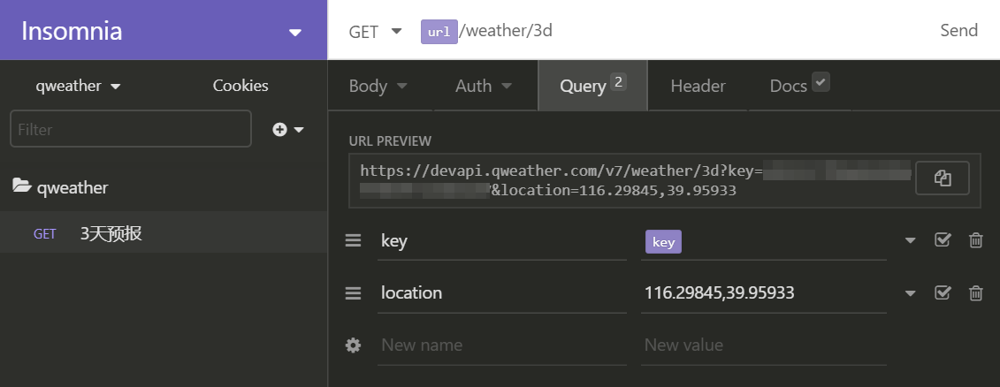 Insomnia
GET url/weather/3d Send
qweather Cookies
Body Auth Query 2 Header Docs
Filter
URL PREVIEW
https://devapi.qweather.com/v7/weather/3d?key=
&location=116.29845,39.95933
qweather
GET 3天预报
key key
location 116.29845,39.95933
New name New value